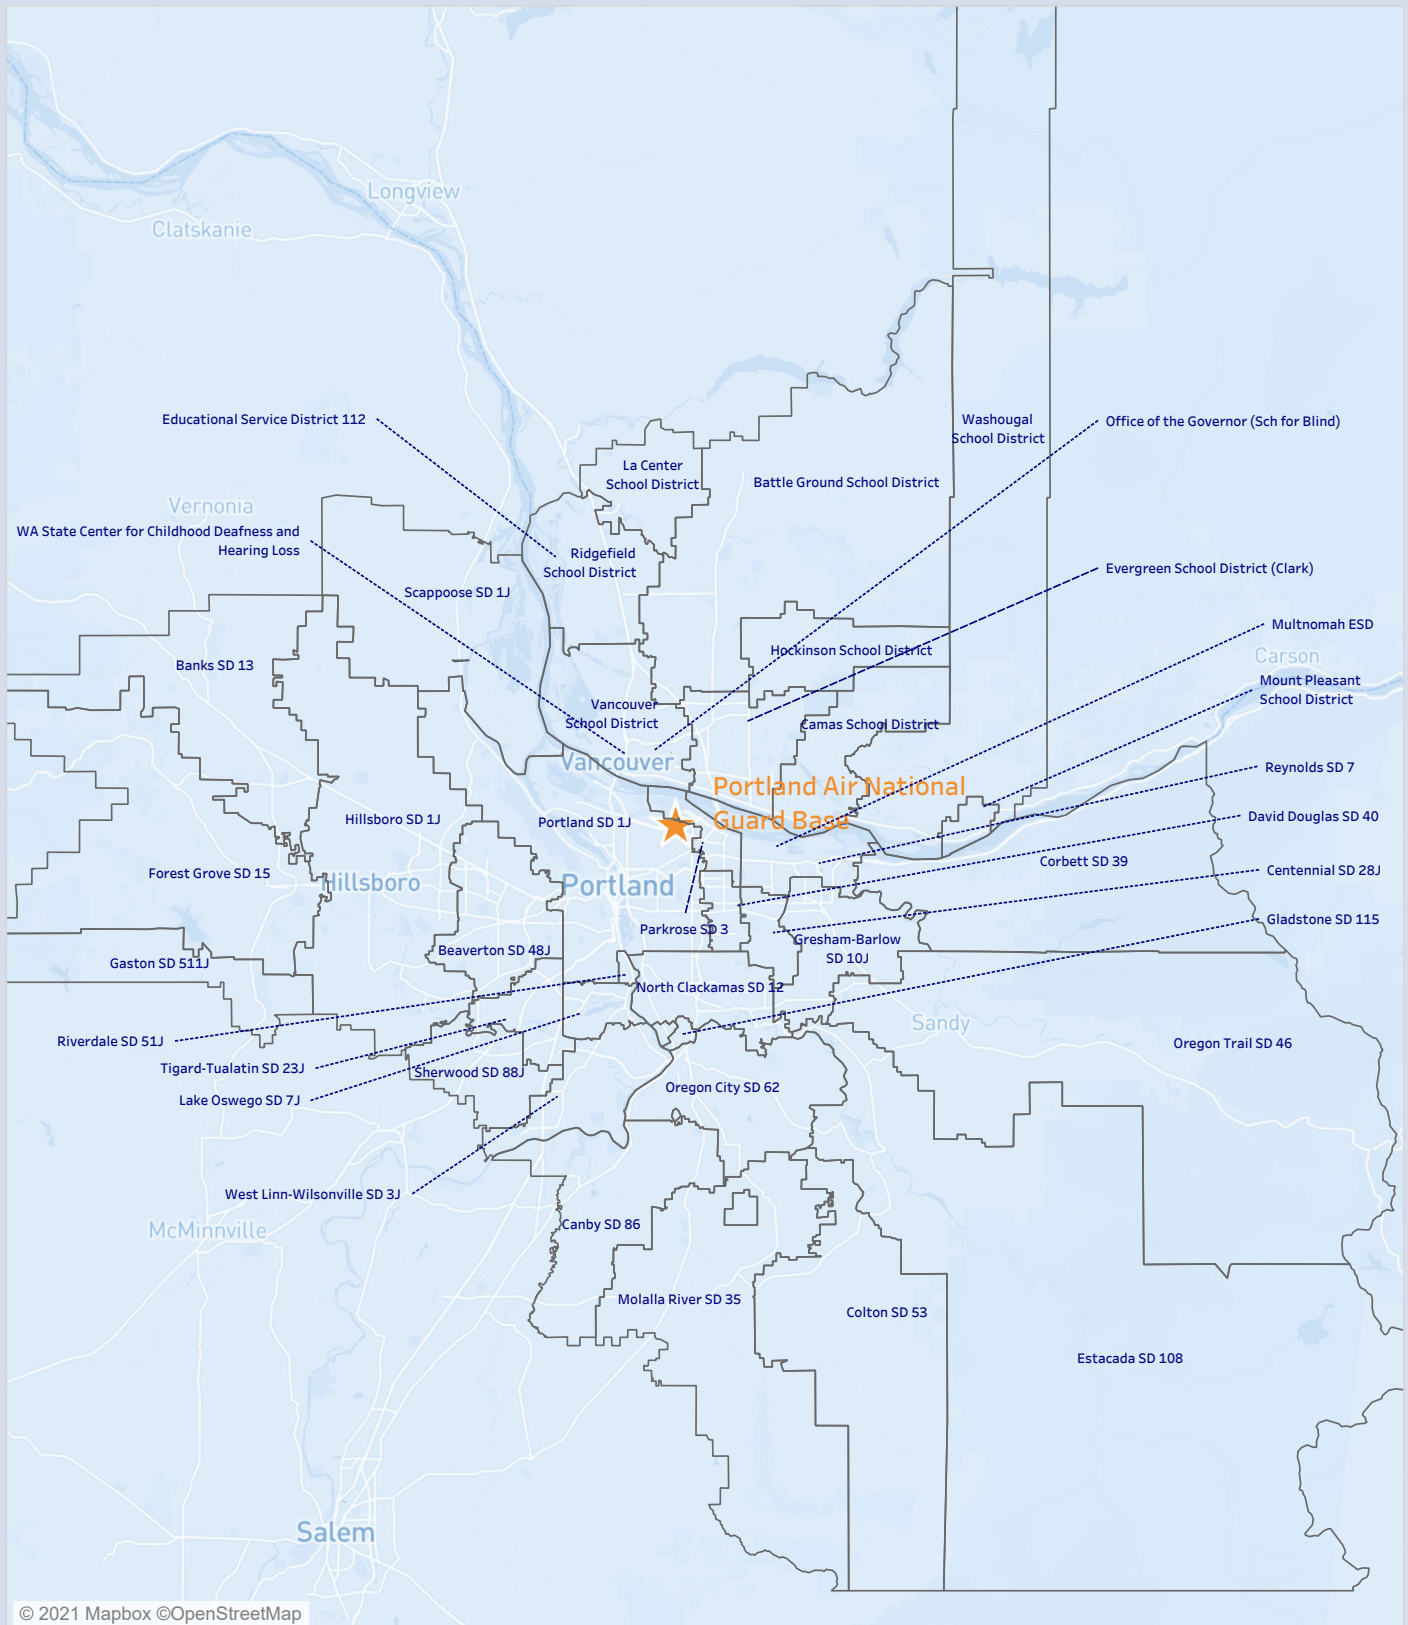 Longview
Clatskanie
Educational Service District 112
Washougal
School District
Office of the Governor (Sch for Blind)
La Center
School District
Battle Ground School District
Vernonia
WA State Center for Childhood Deafness and
Hearing Loss
Ridgefield
School District
Evergreen School District (Clark)
Scappoose SD 1J
Multnomah ESD
Hockinson School District
Carson
Banks SD 13
Mount Pleasant
School District
Vancouver
School District
Camas School District
Vancouver
Reynolds SD 7
Portland Air National
Guard Base
Hillsboro SD 1J
Portland SD 1J
David Douglas SD 40
Corbett SD 39
Forest Grove SD 15
Hillsboro
Portland
Centennial SD 28J
Gladstone SD 115
Parkrose SD 3
Gresham-Barlow
SD 10J
Beaverton SD 48J
Gaston SD 511J
North Clackamas SD 12
Sandy
Riverdale SD 51J
Oregon Trail SD 46
Tigard-Tualatin SD 23J
Sherwood SD 88J
Oregon City SD 62
Lake Oswego SD 7J
West Linn-Wilsonville SD 3J
McMinnville
Canby SD 86
Molalla River SD 35
Colton SD 53
Estacada SD 108
Salem
© 2021 Mapbox ©OpenStreetMap